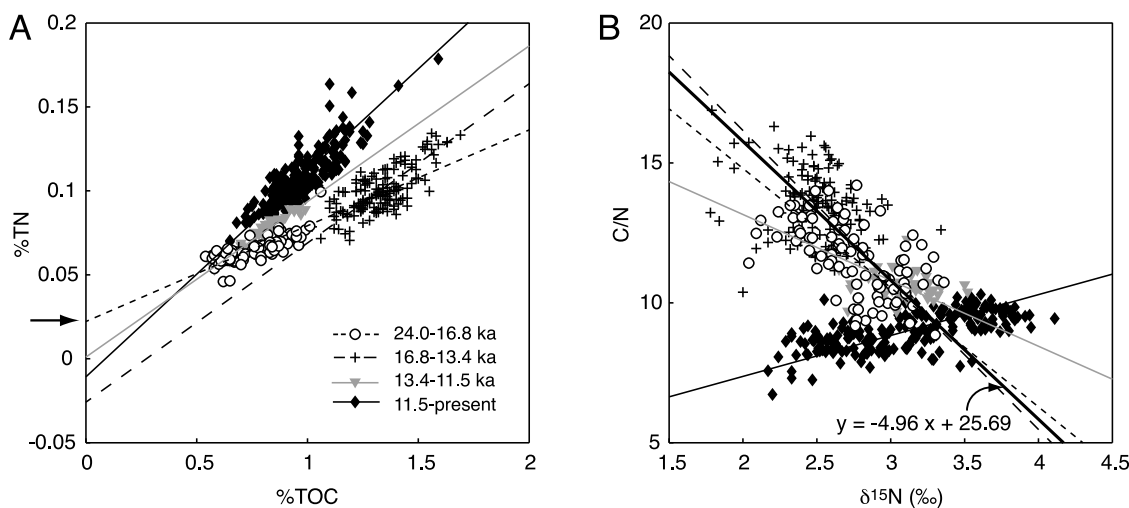 A
0.2
0.15
0.1
0.05
0
-0.05
%TN
0
0.5
1
1.5
2
%TOC
24.0-16.8 ka
16.8-13.4 ka
13.4-11.5 ka
11.5-present
B
20
15
10
5
C/N
1.5
2
2.5
3
3.5
4
4.5
δ¹⁵N (‰)
y = -4.96 x + 25.69